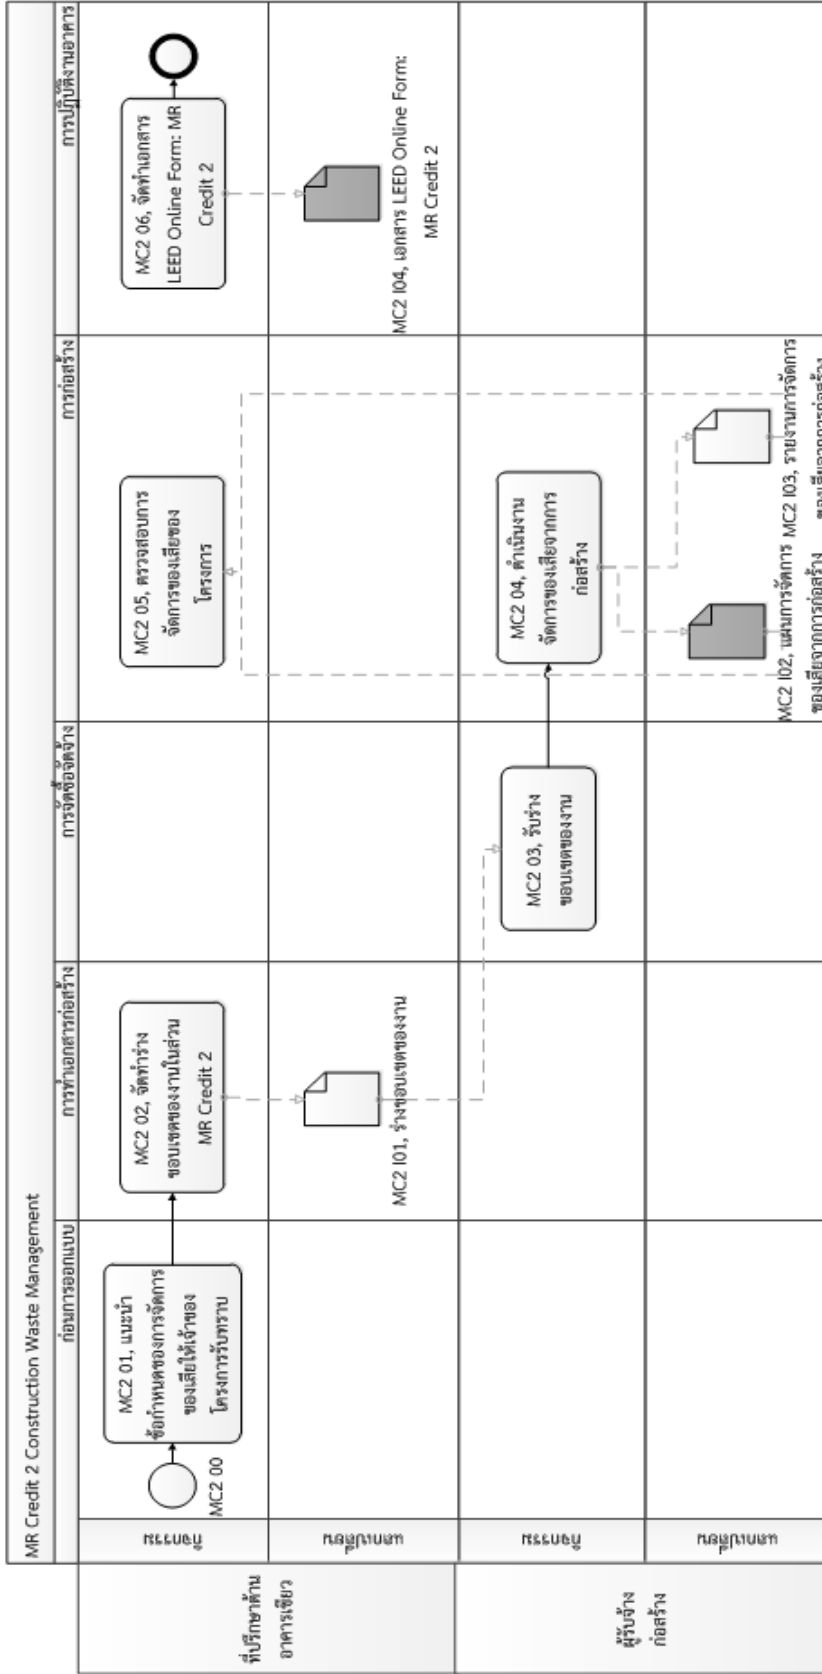 MR Credit 2 Construction Waste Management
ก่อนการออกแบบ
การทำเอกสารก่อสร้าง
การจัดซื้อจัดจ้าง
การก่อสร้าง
การปฏิบัติงานอาคาร
ที่ปรึกษาด้าน
อาคารเขียว
กิจกรรม
MC2 00
MC2 01, แนะนำ
ข้อกำหนดของการจัดการ
ของเสียให้เจ้าของ
โครงการรับทราบ
MC2 02, จัดทำร่าง
ขอบเขตของงานในส่วน
MR Credit 2
MC2 05, ตรวจสอบการ
จัดการของเสียของ
โครงการ
MC2 06, จัดทำเอกสาร
LEED Online Form: MR
Credit 2
แลกเปลี่ยน
MC2 I01, ร่างขอบเขตของงาน
MC2 I04, เอกสาร LEED Online Form:
MR Credit 2
ผู้รับจ้าง
ก่อสร้าง
กิจกรรม
MC2 03, รับร่าง
ขอบเขตของงาน
MC2 04, ดำเนินงาน
จัดการของเสียจากการ
ก่อสร้าง
แลกเปลี่ยน
MC2 I02, แผนการจัดการ
ของเสียจากการก่อสร้าง
MC2 I03, รายงานการจัดการ
ของเสียจากการก่อสร้าง